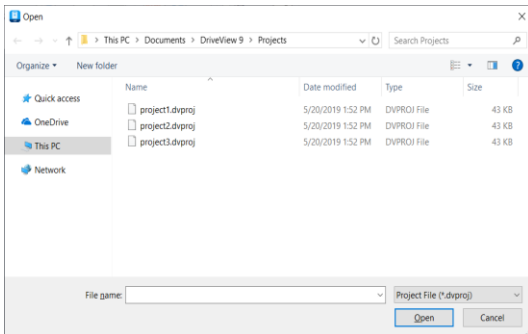 Open
This PC > Documents > DriveView 9 > Projects
Search Projects
Organize New folder
Name Date modified Type Size
Quick access
OneDrive
This PC
Network
project1.dvproj 5/20/2019 1:52 PM DVPROJ File 43 KB
project2.dvproj 5/20/2019 1:52 PM DVPROJ File 43 KB
project3.dvproj 5/20/2019 1:52 PM DVPROJ File 43 KB
File name: Project File (*.dvproj)
Open Cancel